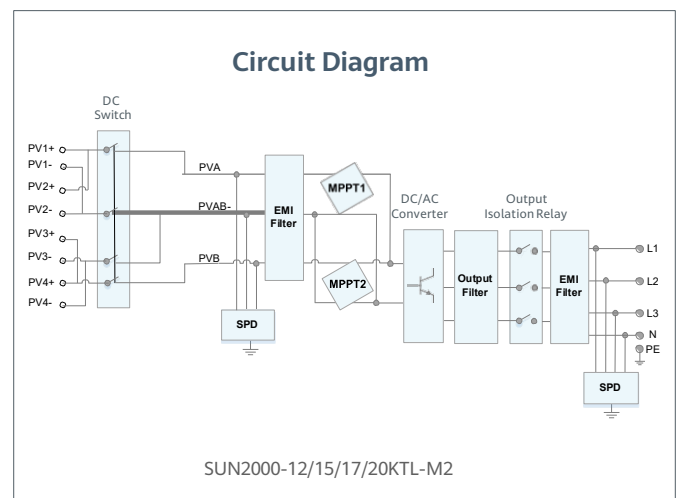 Circuit Diagram
DC
Switch
PV1+
PV1-
PV2+
PV2-
PV3+
PV3-
PV4+
PV4-
PVA
PVAB-
PVB
EMI
Filter
SPD
MPPT1
MPPT2
DC/AC
Converter
Output
Filter
Output
Isolation Relay
EMI
Filter
L1
L2
L3
N
PE
SPD
SUN2000-12/15/17/20KTL-M2